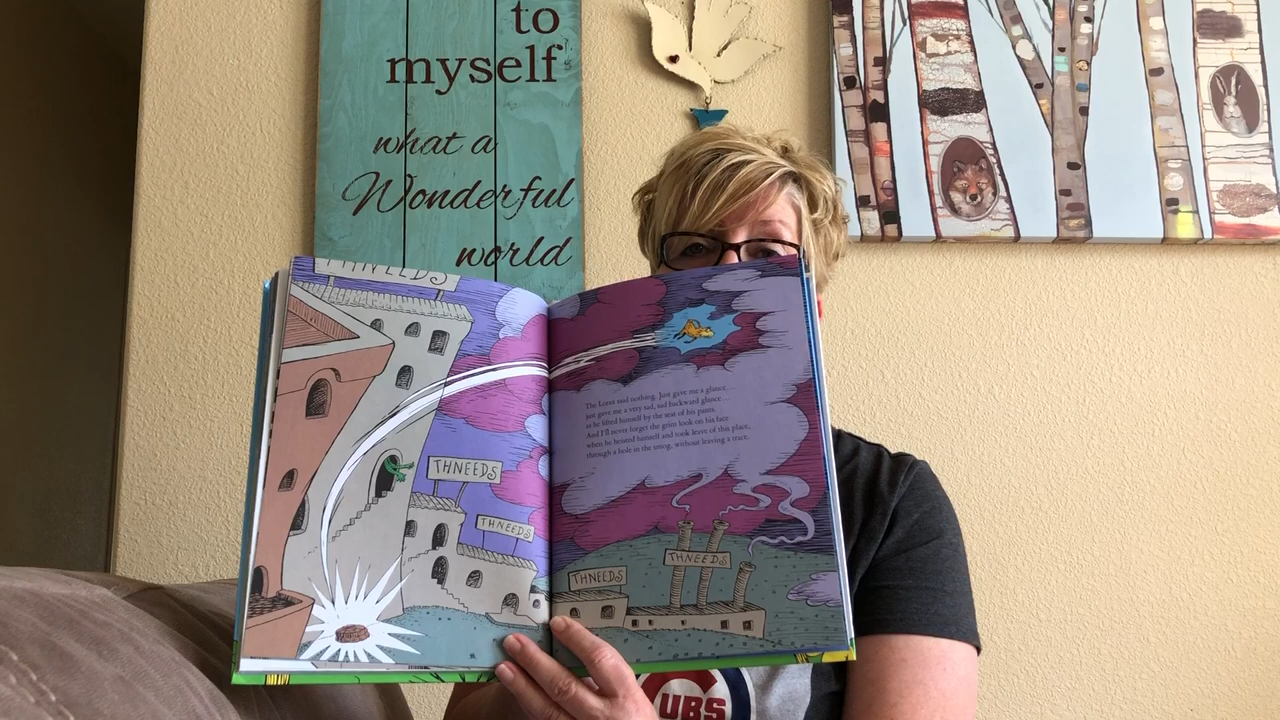 to
myself
what a
Wonderful
world
THNEEDS
THNEEDS
THNEEDS
The Lorax said nothing. Just gave me a glance . . .
just gave me a very sad, sad backward glance . . .
as he lifted himself by the seat of his pants.
And I'll never forget the grim look on his face
when he heisted himself and took leave of this place,
through a hole in the smog, without leaving a trace.
THNEEDS
THNEEDS
UBS